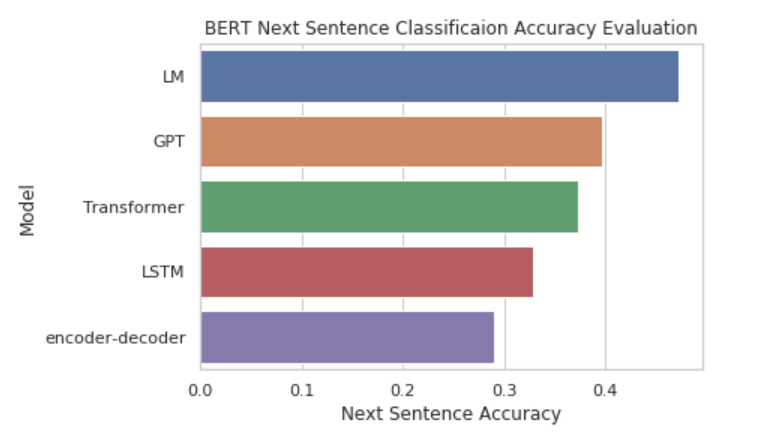 BERT Next Sentence Classificaion Accuracy Evaluation
LM
GPT
Transformer
LSTM
encoder-decoder
Model
0.0 0.1 0.2 0.3 0.4
Next Sentence Accuracy